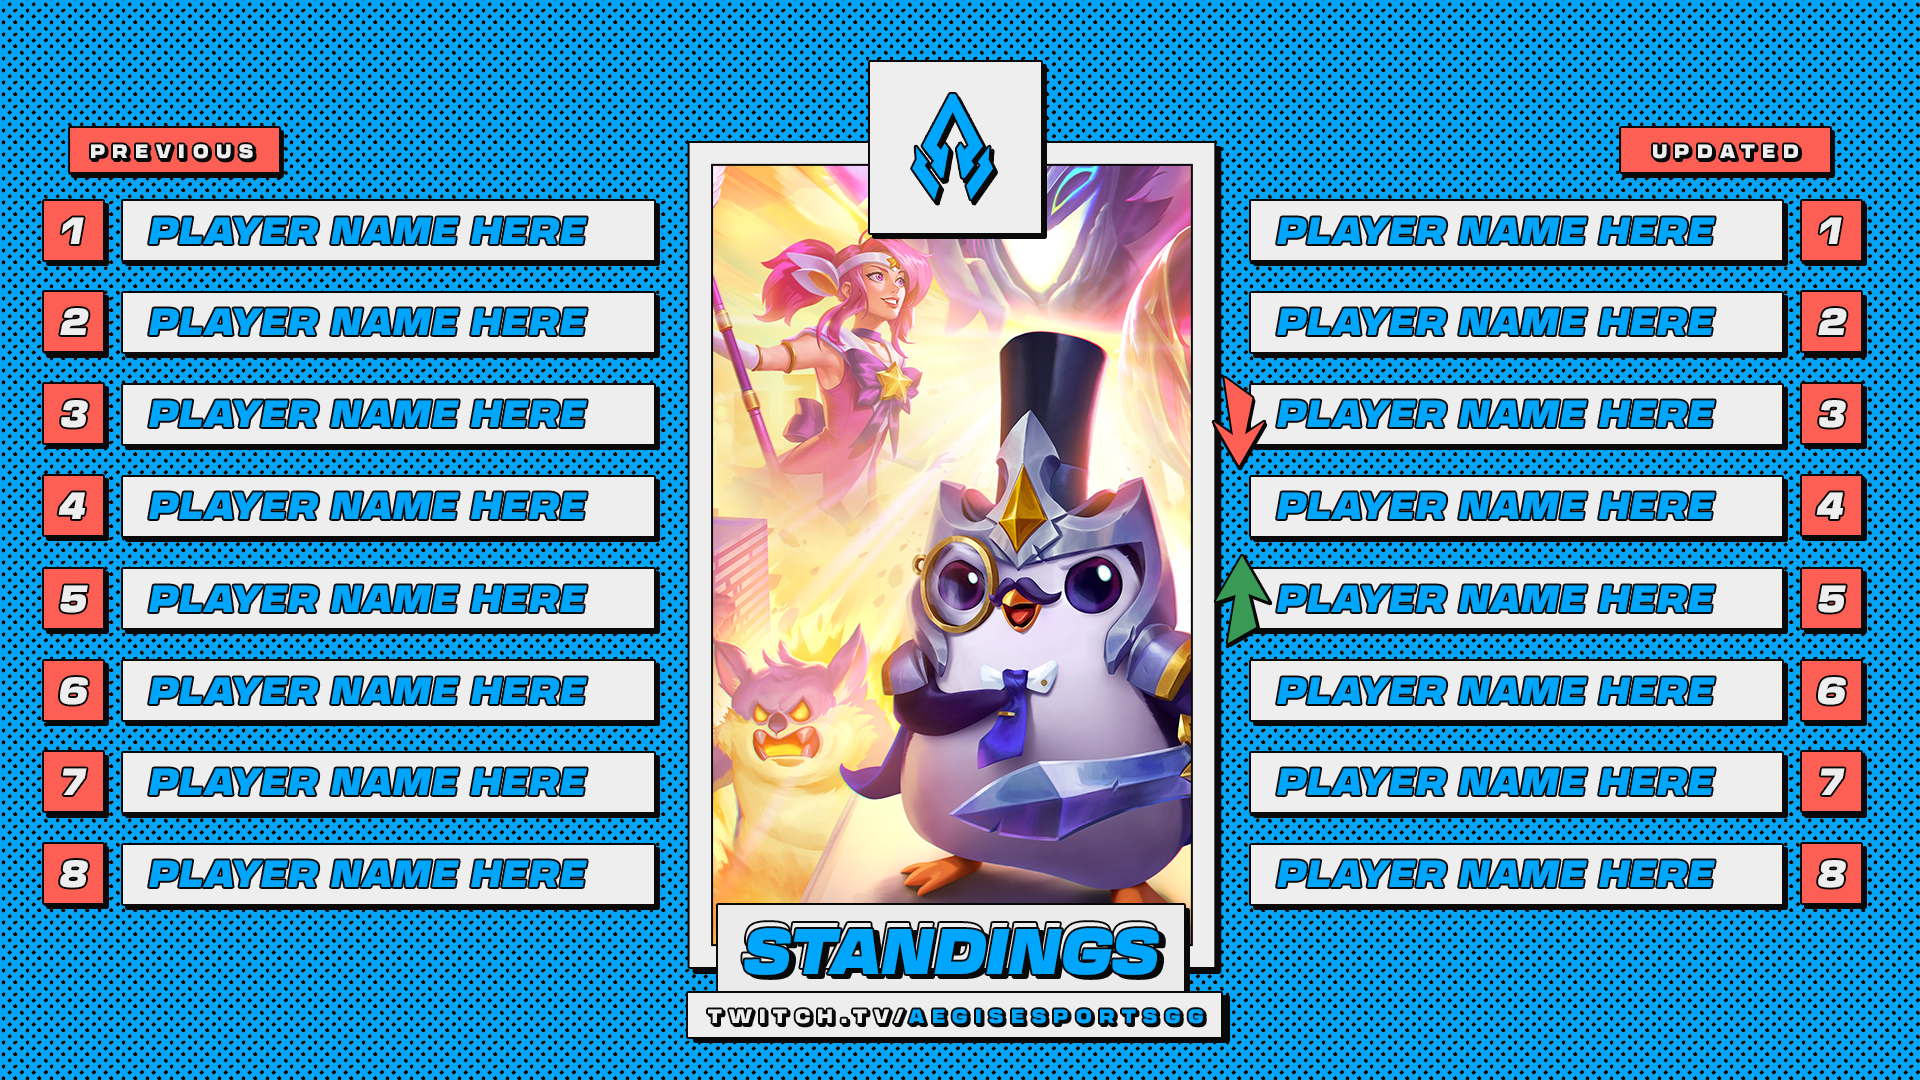 PREVIOUS
1 PLAYER NAME HERE
2 PLAYER NAME HERE
3 PLAYER NAME HERE
4 PLAYER NAME HERE
5 PLAYER NAME HERE
6 PLAYER NAME HERE
7 PLAYER NAME HERE
8 PLAYER NAME HERE
STANDINGS
TWITCH.TV/AEGISESPORTSGG
UPDATED
PLAYER NAME HERE 1
PLAYER NAME HERE 2
PLAYER NAME HERE 3
PLAYER NAME HERE 4
PLAYER NAME HERE 5
PLAYER NAME HERE 6
PLAYER NAME HERE 7
PLAYER NAME HERE 8